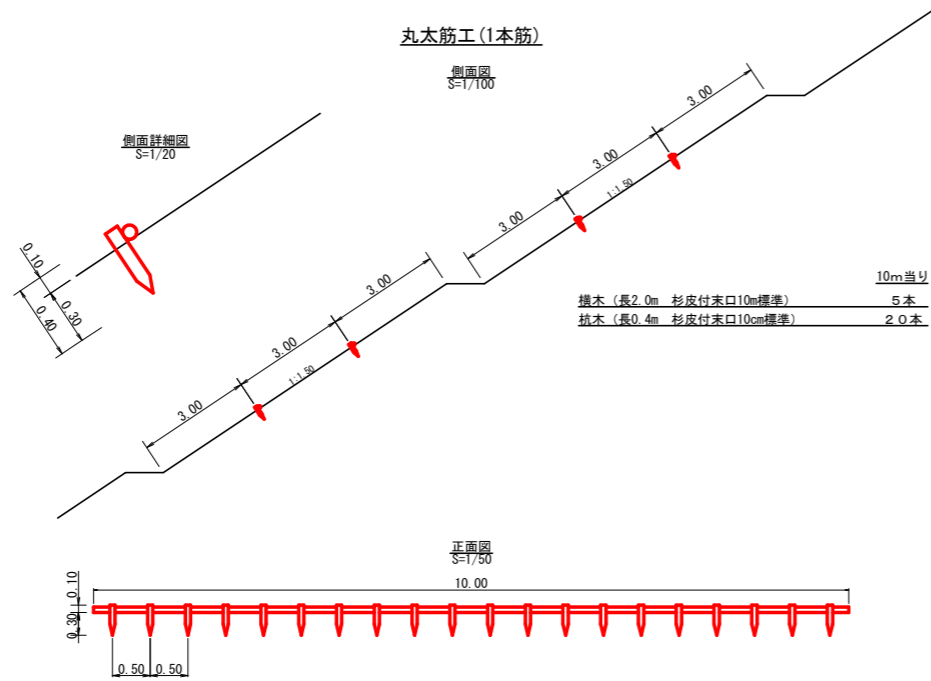 丸太筋工(1本筋)
側面図
S=1/100
側面詳細図
S=1/20
3.00
3.00
3.00
1:1.50
3.00
3.00
3.00
1:1.50
0.10
0.30
0.40
10m当り
横木 (長2.0m 杉皮付末口10m標準) 5本
杭木 (長0.4m 杉皮付末口10cm標準) 20本
正面図
S=1/50
10.00
0.10
0.30
0.50 0.50